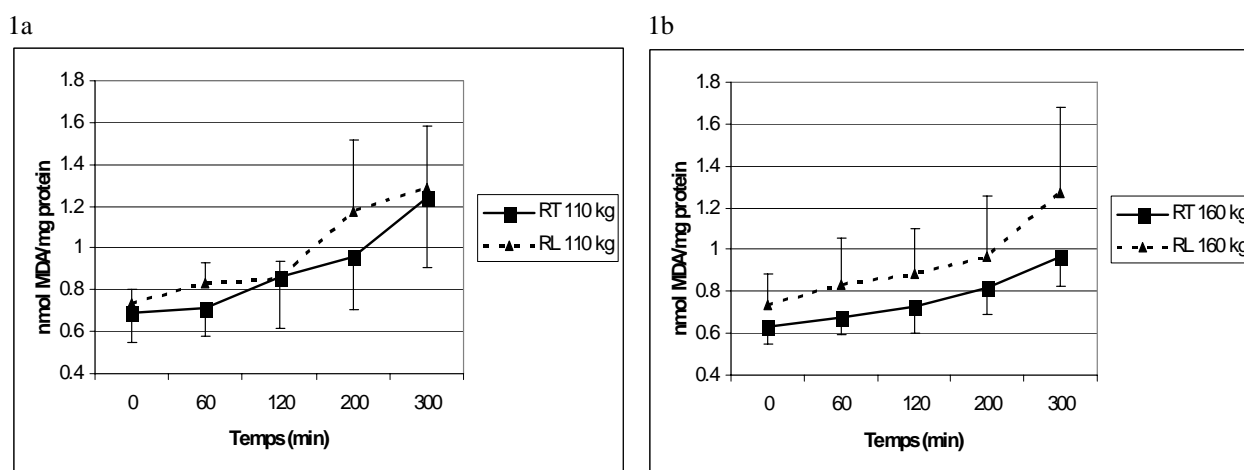 1a
1b
nmol MDA/mg protein
1.8
1.6
1.4
1.2
1
0.8
0.6
0.4
0 60 120 200 300
Temps (min)
RT 110 kg
RL 110 kg
nmol MDA/mg protein
1.8
1.6
1.4
1.2
1
0.8
0.6
0.4
0 60 120 200 300
Temps (min)
RT 160 kg
RL 160 kg